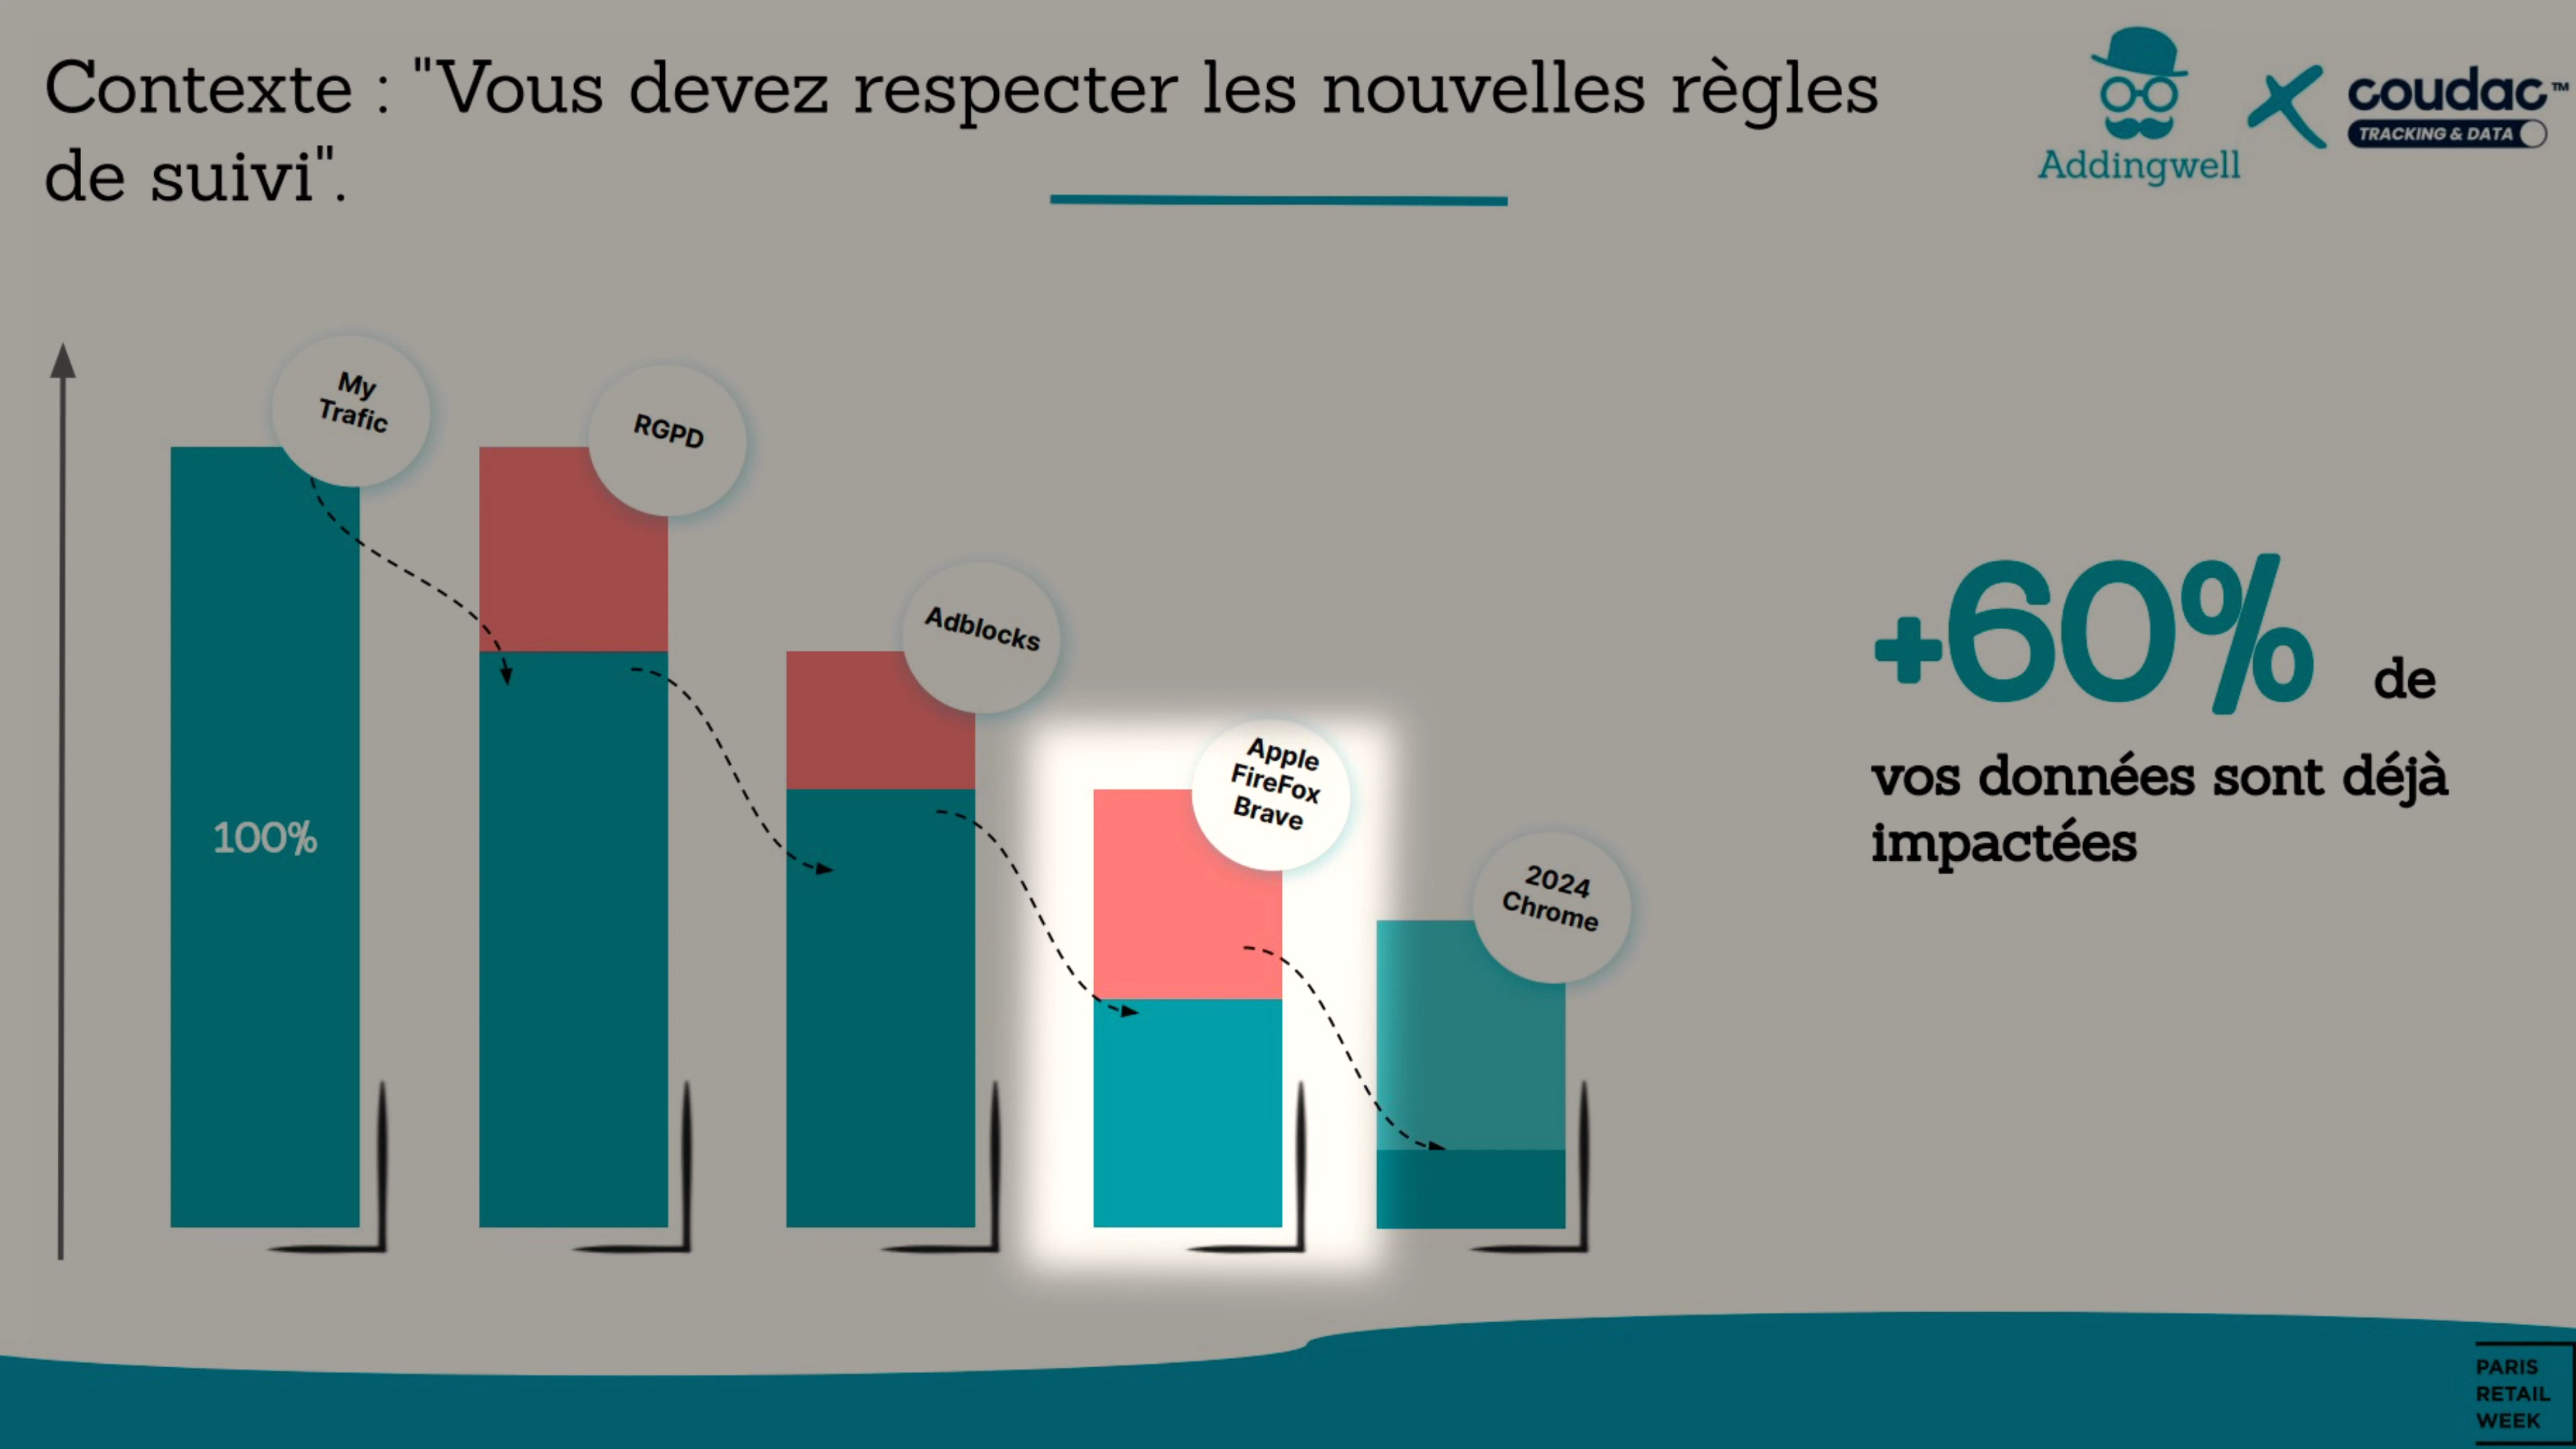 Contexte : "Vous devez respecter les nouvelles règles
de suivi".
Addingwell
coudac™
TRACKING & DATA
My
Trafic
RGPD
Adblocks
Apple
FireFox
Brave
2024
Chrome
100%
+60% de
vos données sont déjà
impactées
PARIS
RETAIL
WEEK